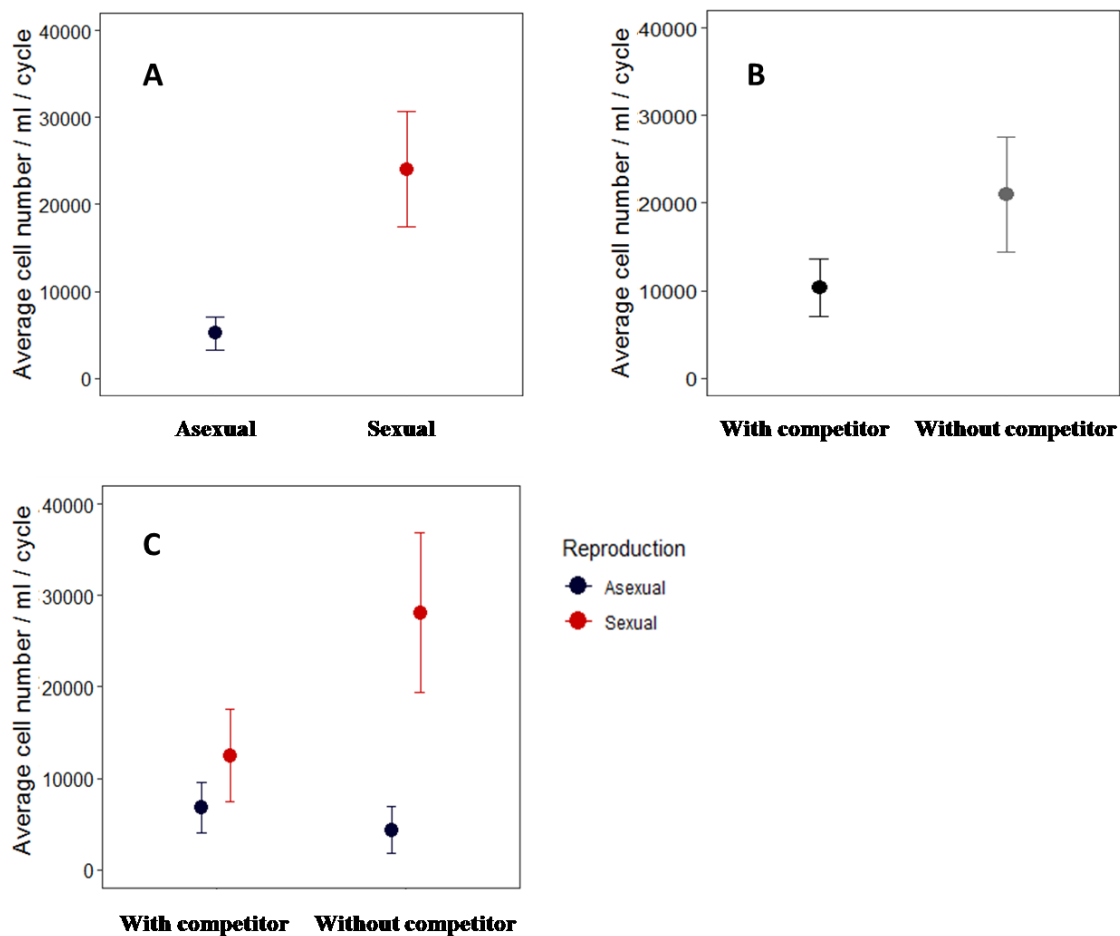 A
Average cell number / ml / cycle
40000
30000
20000
10000
0
Asexual
Sexual
B
Average cell number / ml / cycle
40000
30000
20000
10000
0
With competitor
Without competitor
C
Average cell number / ml / cycle
40000
30000
20000
10000
0
With competitor
Without competitor
Reproduction
Asexual
Sexual